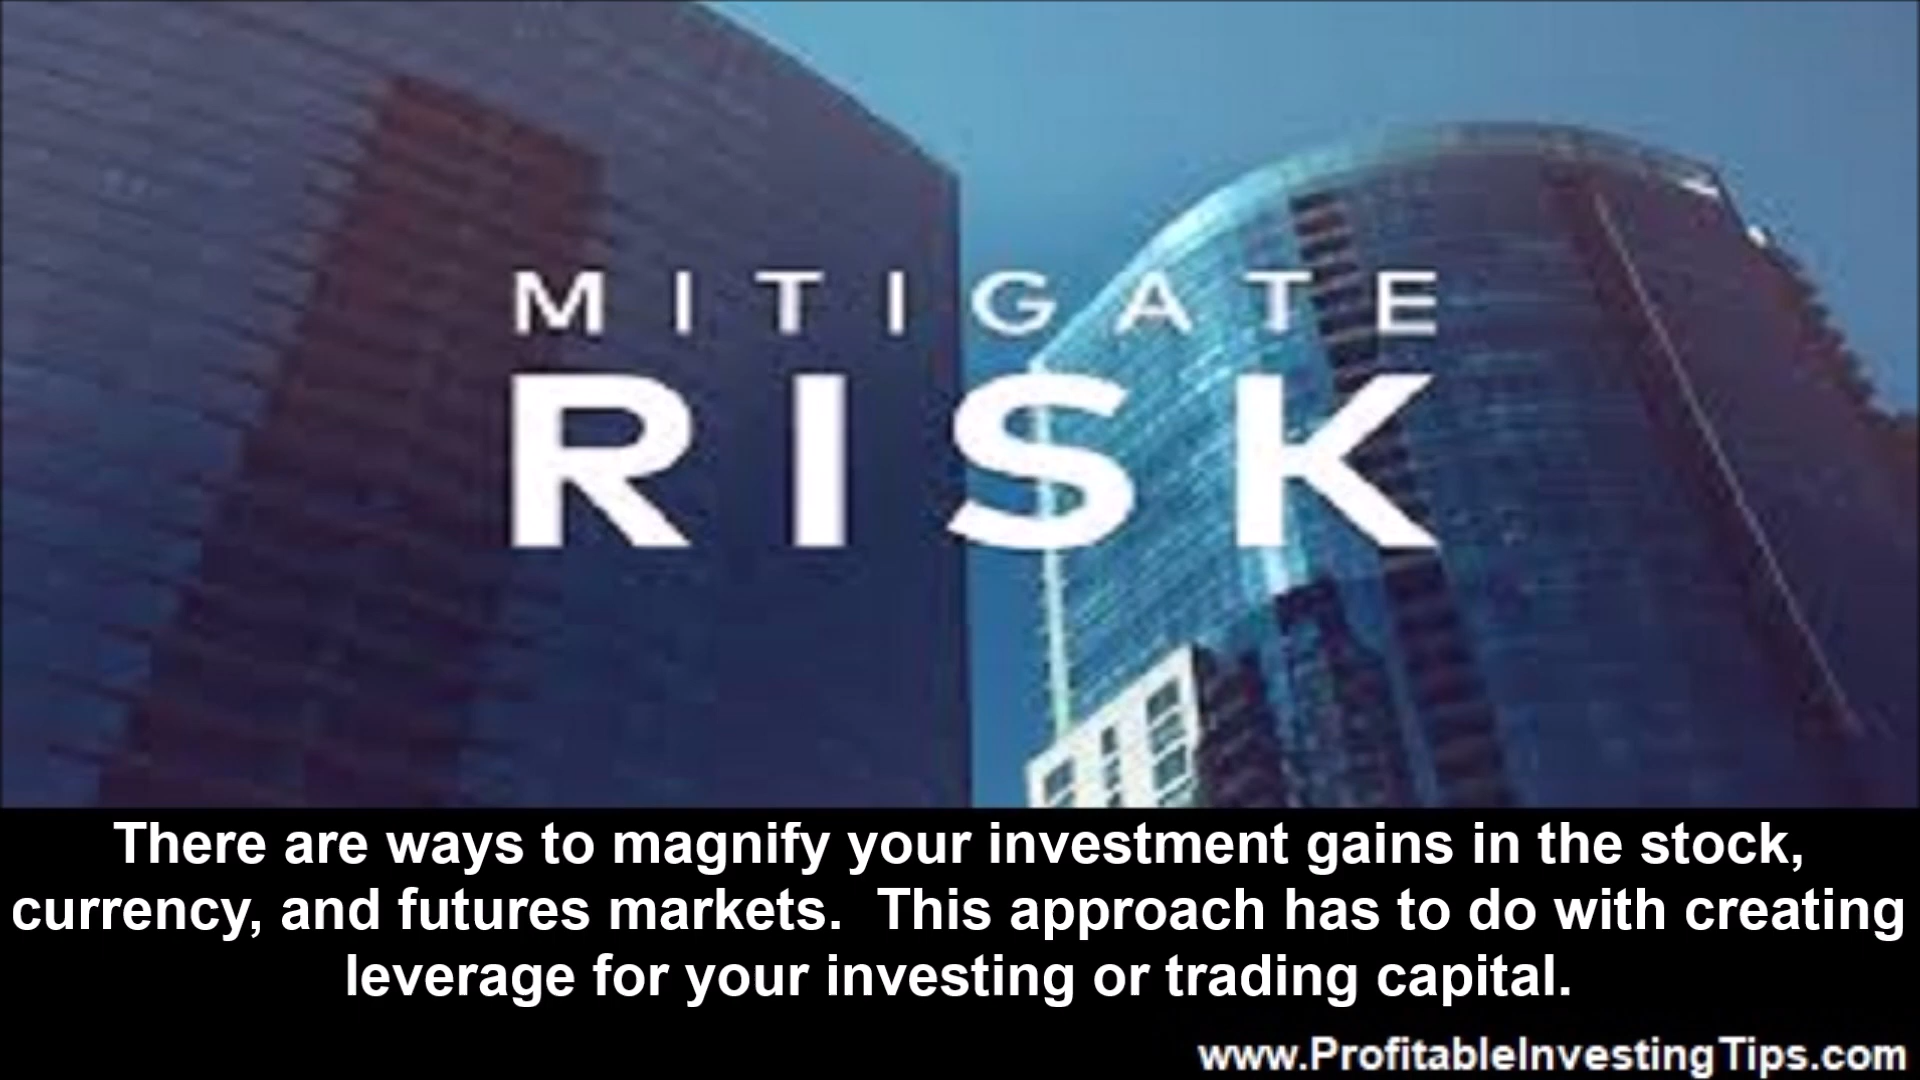 MITIGATE
RISK
There are ways to magnify your investment gains in the stock,
currency, and futures markets.  This approach has to do with creating
leverage for your investing or trading capital.
www.ProfitableInvestingTips.com